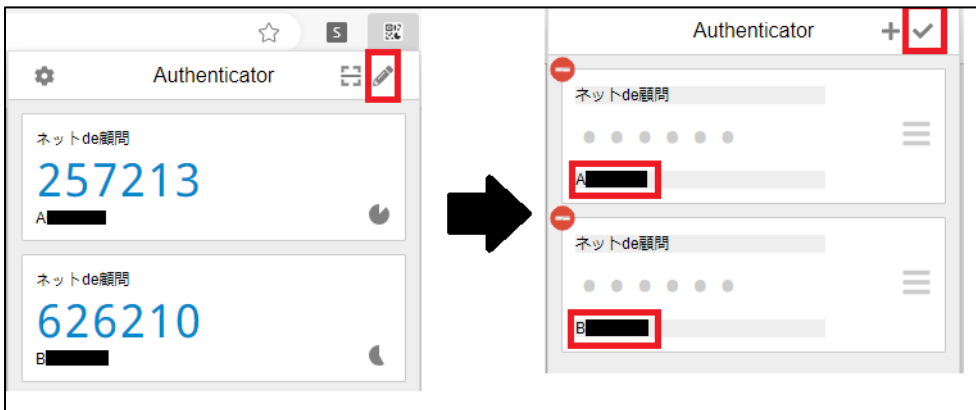 S
Authenticator
ネットde顧問
257213
A
ネットde顧問
626210
B
Authenticator
ネットde顧問
A
ネットde顧問
B